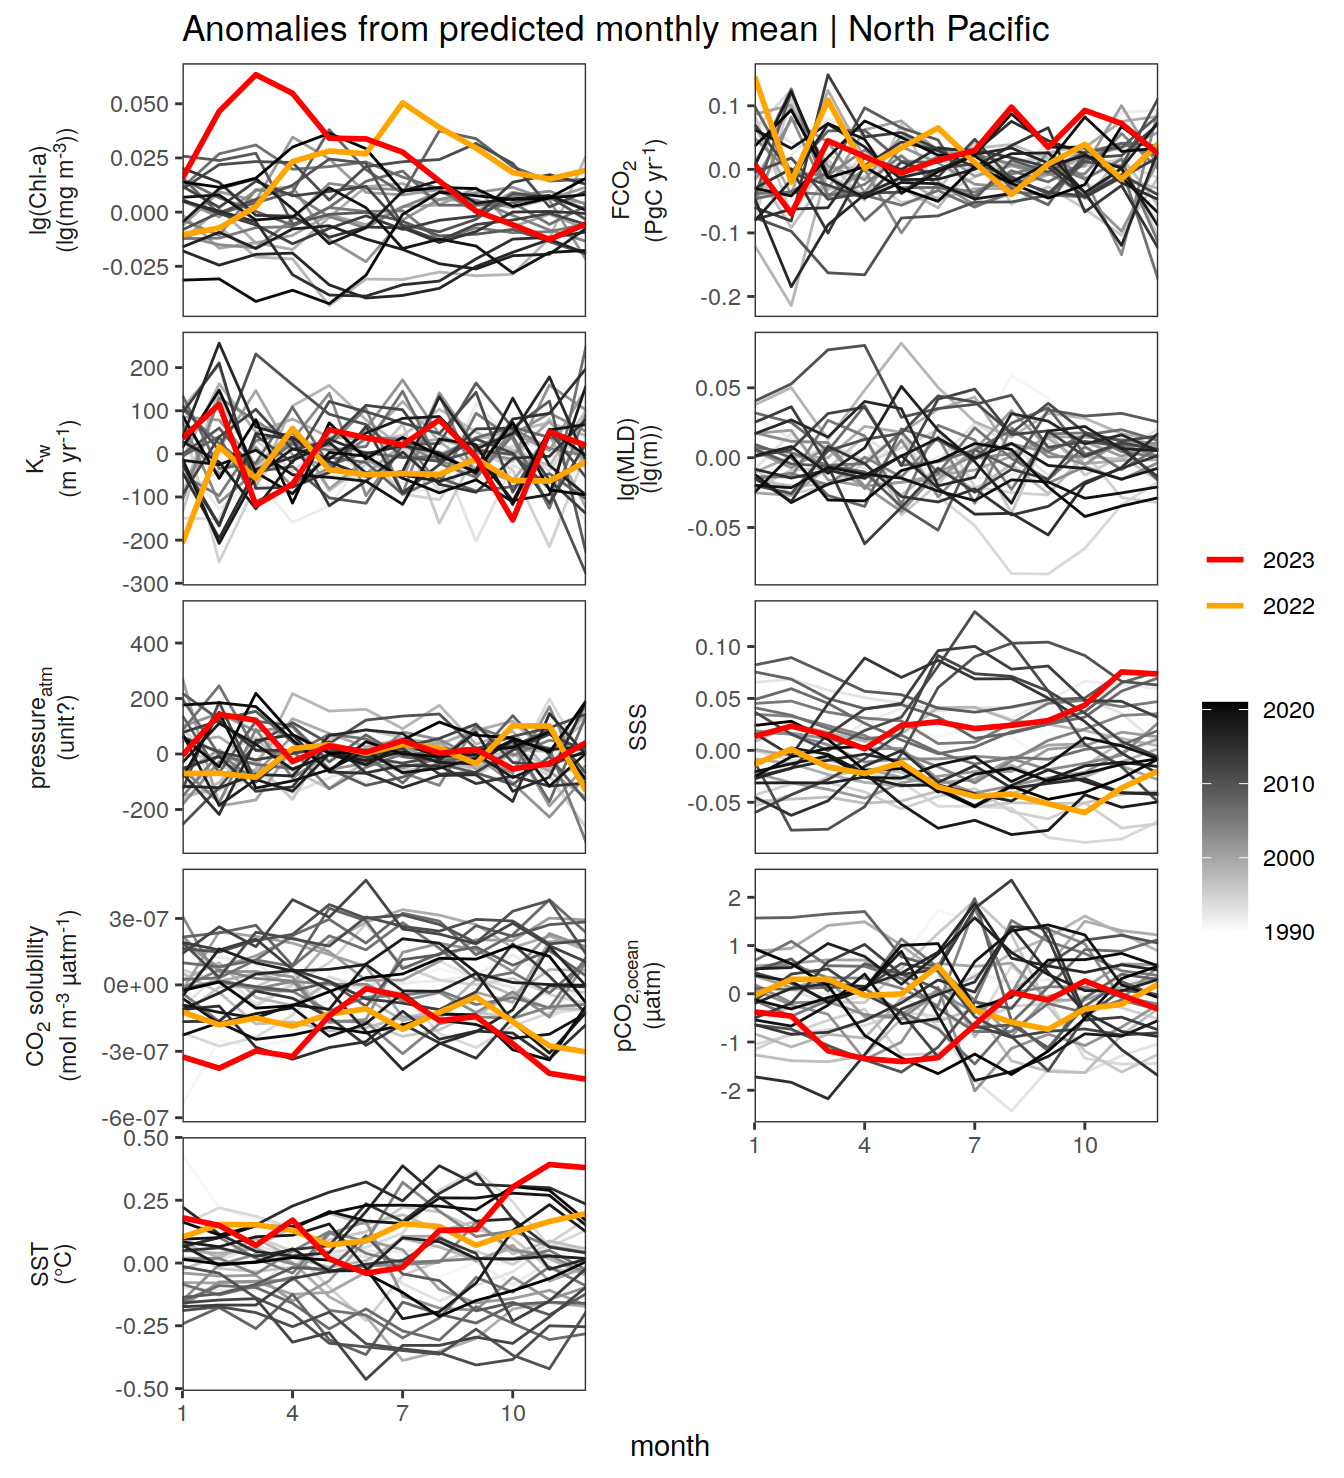 Anomalies from predicted monthly mean | North Pacific
lg(Chl-a)
(lg(mg m⁻³))
0.050
0.025
0.000
-0.025
FCO₂
(PgC yr⁻¹)
0.1
0.0
-0.1
-0.2
K_w
(m yr⁻¹)
200
100
0
-100
-200
-300
lg(MLD)
(lg(m))
0.05
0.00
-0.05
pressure_atm
(unit?)
400
200
0
-200
SSS
0.10
0.05
0.00
-0.05
CO₂ solubility
(mol m⁻³ µatm⁻¹)
3e-07
0e+00
-3e-07
-6e-07
pCO₂,ocean
(µatm)
2
1
0
-1
-2
1
4
7
10
SST
(°C)
0.50
0.25
0.00
-0.25
-0.50
1
4
7
10
month
2023
2022
2020
2010
2000
1990